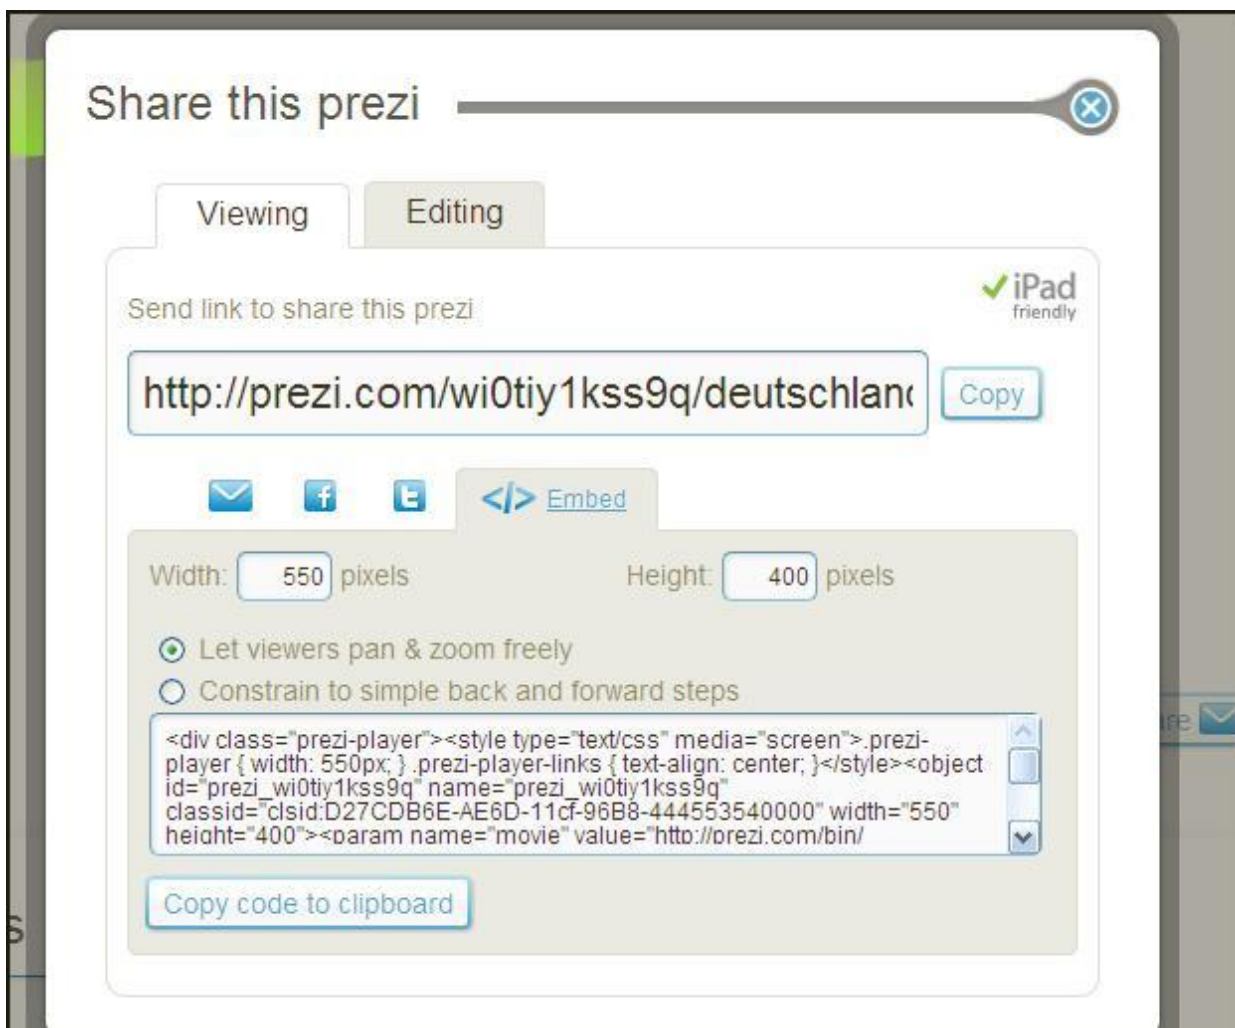 Share this prezi
Viewing
Editing
iPad
friendly
Send link to share this prezi
http://prezi.com/wi0tiy1kss9q/deutschland
Copy
</> Embed
Width: 550 pixels
Height: 400 pixels
Let viewers pan & zoom freely
Constrain to simple back and forward steps
<div class="prezi-player"><style type="text/css" media="screen">.prezi-
player { width: 550px; } .prezi-player-links { text-align: center; }</style><object
id="prezi_wi0tiy1kss9q" name="prezi_wi0tiy1kss9q"
classid="clsid:D27CDB6E-AE6D-11cf-96B8-444553540000" width="550"
height="400"><param name="movie" value="http://prezi.com/bin/
Copy code to clipboard